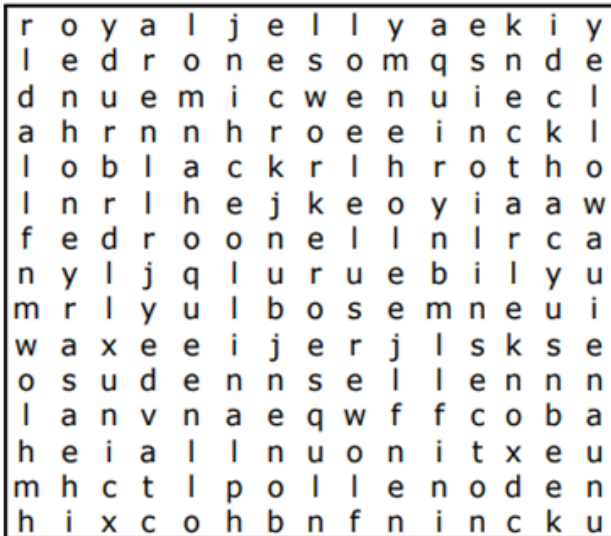 r o y a l j e l l y a e k i y
l e d r o n e s o m q s n d e
d n u e m i c w e n u i e c l
a h r n n h r o e e i n c k l
l o b l a c k r l h r o t h o
l n r l h e j k e o y i a a w
f e d r o o n e l l n l r c a
n y l j q l u r u e b i l y u
m r l y u l b o s e m n e u i
w a x e e i j e r j l s k s e
o s u d e n n s e l l e n n n
l a n v n a e q w f f c o b a
h e i a l l n u o n i t x e u
m h c t l p o l l e n o d e n
h i x c o h b n f n i n c k u